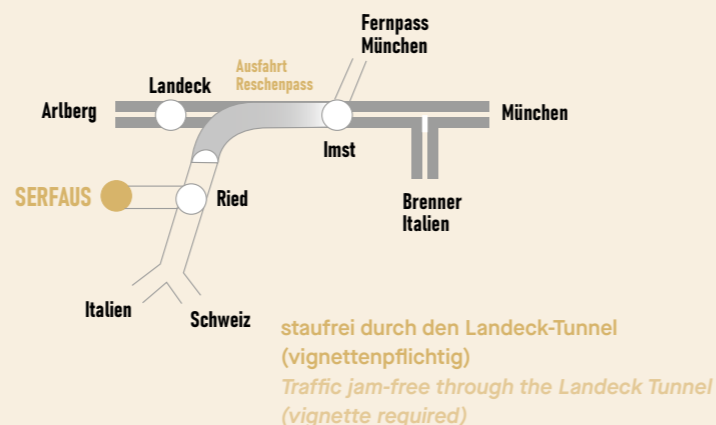 Fernpass
München
Ausfahrt
Reschenpass
Landeck
Arlberg
München
Imst
SERFAUS
Ried
Brenner
Italien
Italien
Schweiz
staufrei durch den Landeck-Tunnel
(vignettenpflichtig)
Traffic jam-free through the Landeck Tunnel
(vignette required)